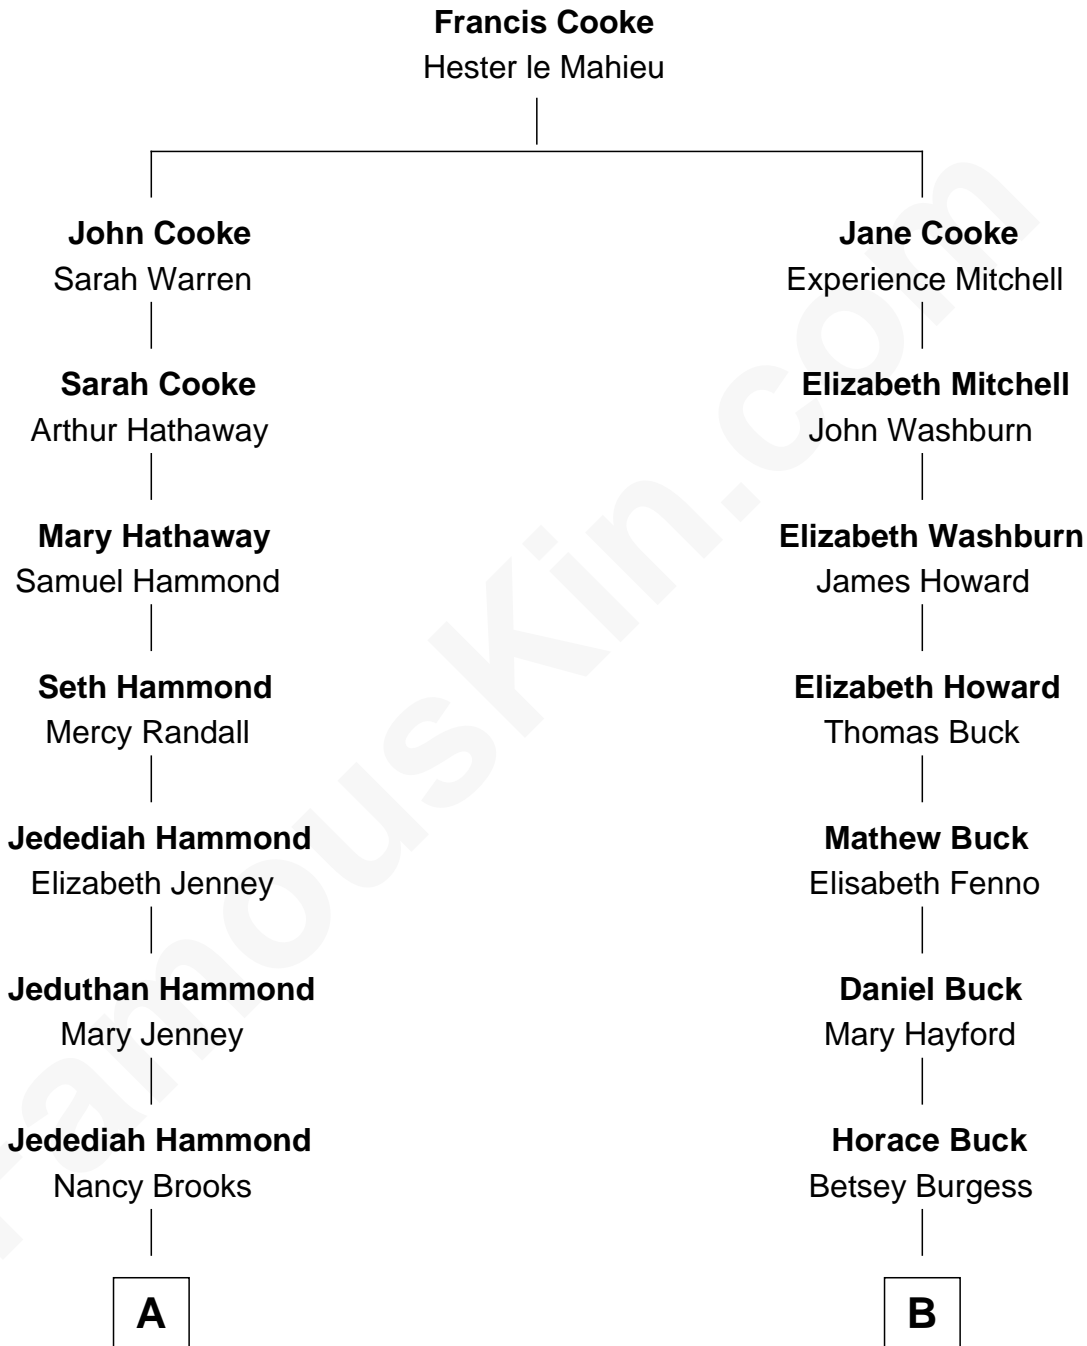 Francis Cooke
Hester le Mahieu
John Cooke
Sarah Warren
Jane Cooke
Experience Mitchell
Sarah Cooke
Arthur Hathaway
Elizabeth Mitchell
John Washburn
Mary Hathaway
Samuel Hammond
Elizabeth Washburn
James Howard
Seth Hammond
Mercy Randall
Elizabeth Howard
Thomas Buck
Jedediah Hammond
Elizabeth Jenney
Mathew Buck
Elisabeth Fenno
Jeduthan Hammond
Mary Jenney
Daniel Buck
Mary Hayford
Jedediah Hammond
Nancy Brooks
Horace Buck
Betsey Burgess
A
B
FamousKin.com